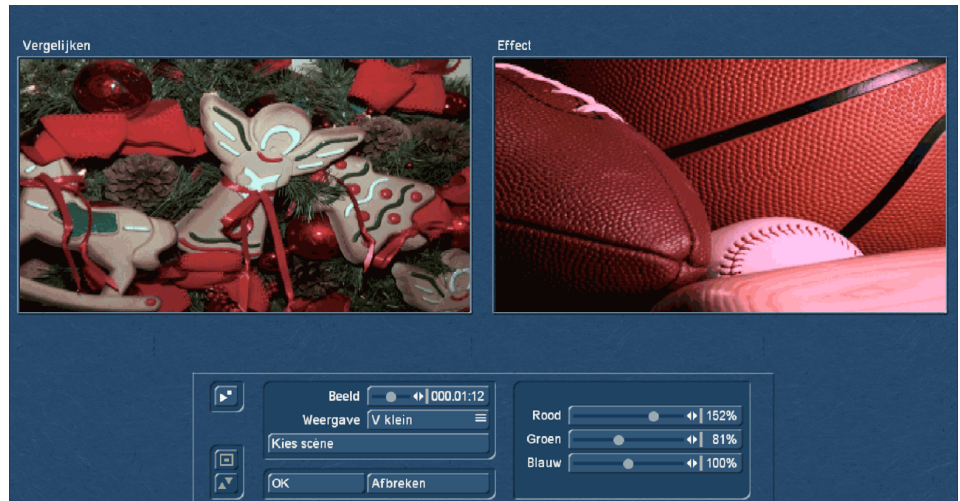 Vergelijken
Effect
Beeld 000.01:12
Weergave V klein
Kies scène
OK Afbreken
Rood 152%
Groen 81%
Blauw 100%